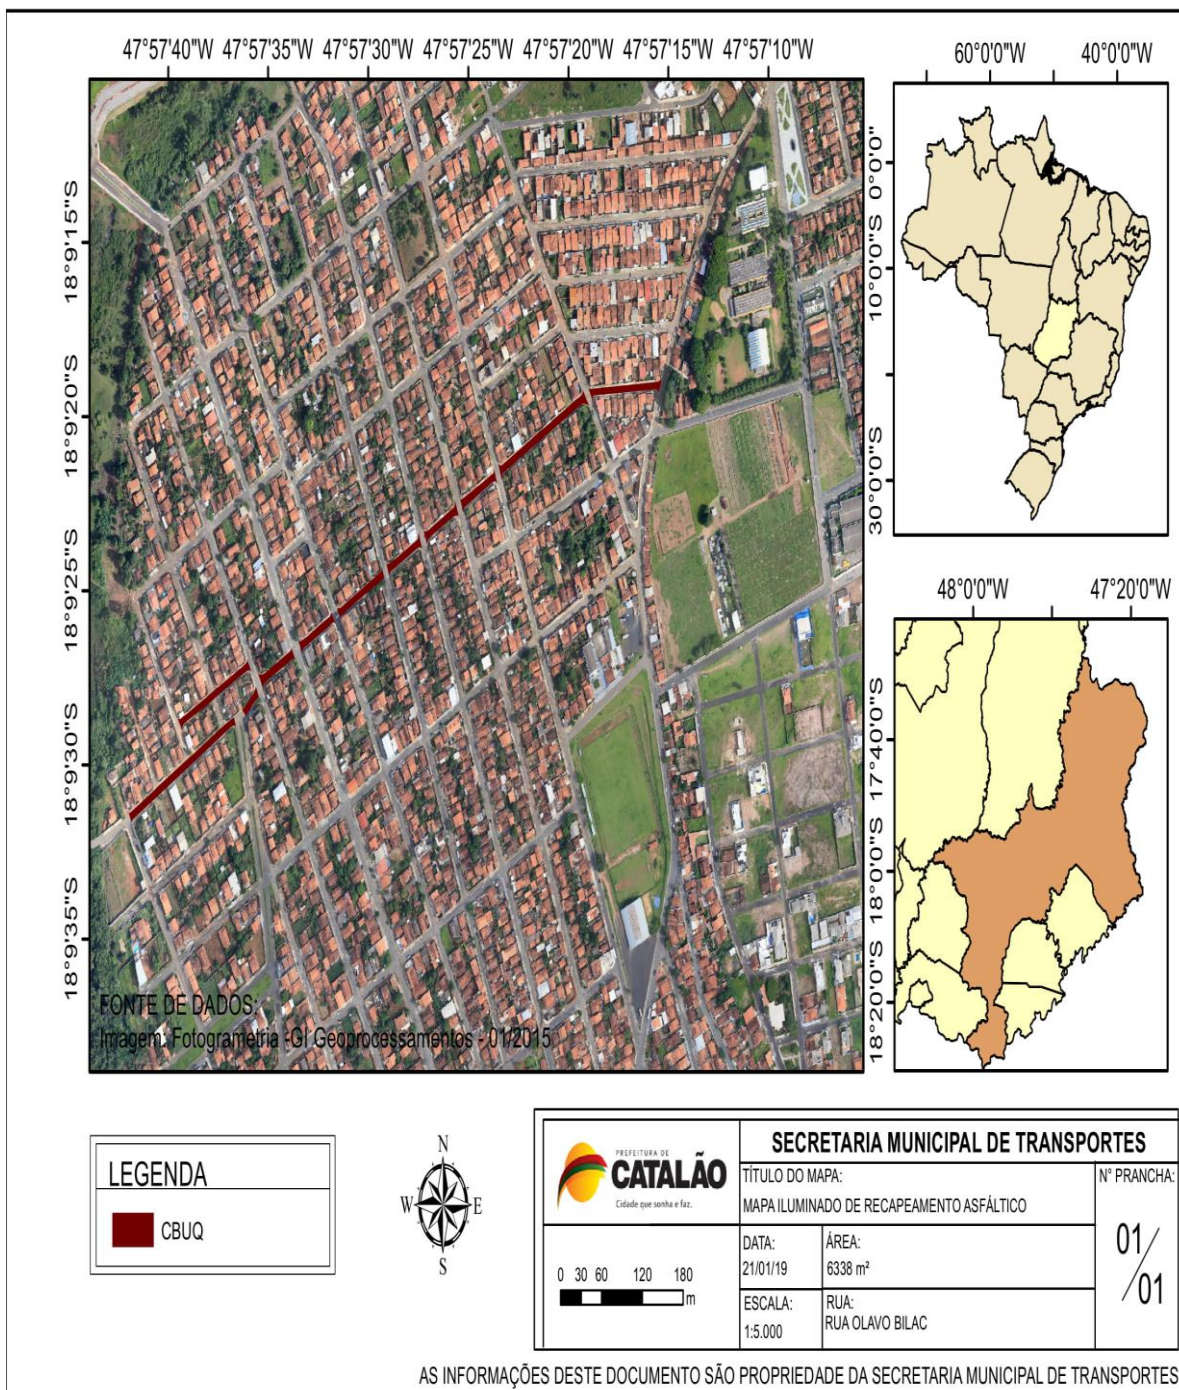 47°57'40"W 47°57'35"W 47°57'30"W 47°57'25"W 47°57'20"W 47°57'15"W 47°57'10"W
18°9'15"S
18°9'20"S
18°9'25"S
18°9'30"S
18°9'35"S
FONTE DE DADOS:
Imagem: Fotogrametria -GI Geoprocessamentos - 01/2015
60°0'0"W 40°0'0"W
0°0'0"
10°0'0"S
30°0'0"S
48°0'0"W 47°20'0"W
17°40'0"S
18°0'0"S
18°20'0"S
LEGENDA
CBUQ
N
W E
S
PREFEITURA DE
CATALÃO
Cidade que sonha e faz.
0 30 60 120 180
m
SECRETARIA MUNICIPAL DE TRANSPORTES
TÍTULO DO MAPA:
MAPA ILUMINADO DE RECAPEAMENTO ASFÁLTICO
N° PRANCHA:
01/01
DATA:
21/01/19
ÁREA:
6338 m²
ESCALA:
1:5.000
RUA:
RUA OLAVO BILAC
AS INFORMAÇÕES DESTE DOCUMENTO SÃO PROPRIEDADE DA SECRETARIA MUNICIPAL DE TRANSPORTES